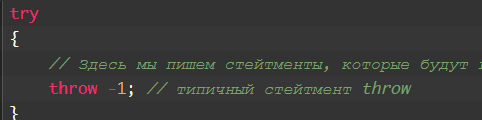 try
{
// Здесь мы пишем стейтменты, которые будут
throw -1; // типичный стейтмент throw
}